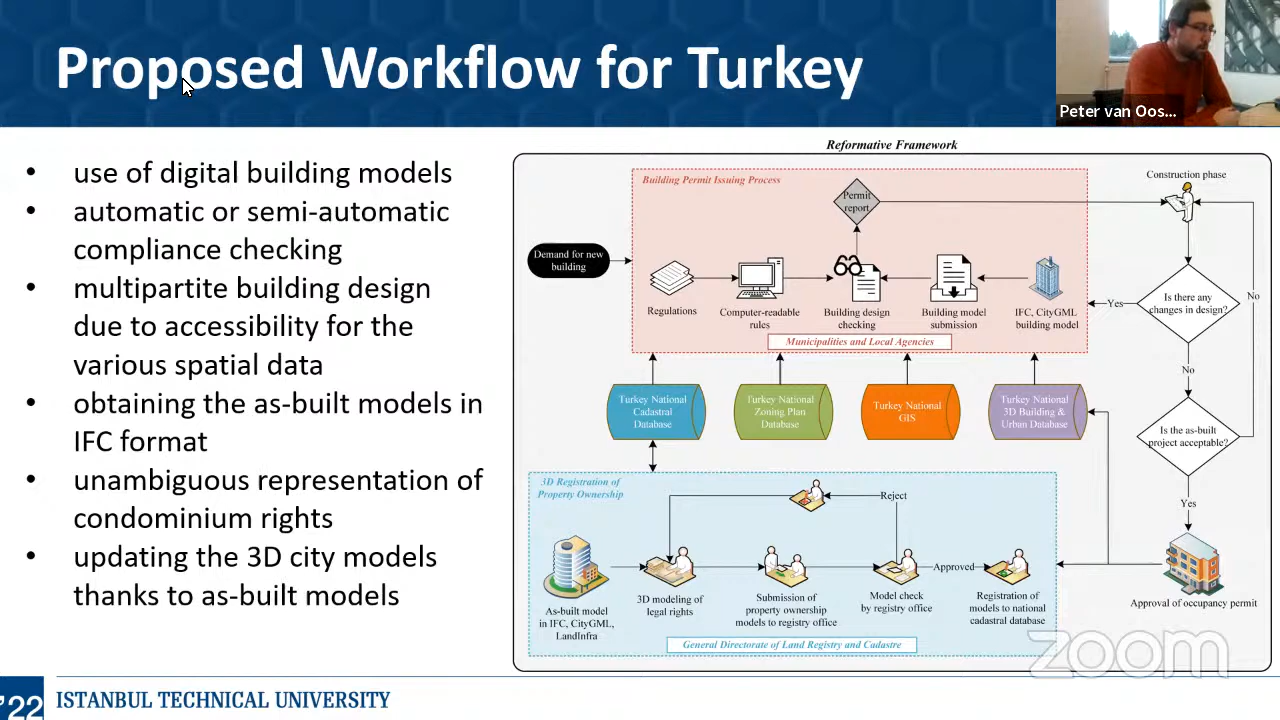 Proposed Workflow for Turkey
Peter van Oos...
• use of digital building models
• automatic or semi-automatic
compliance checking
• multipartite building design
due to accessibility for the
various spatial data
• obtaining the as-built models in
IFC format
• unambiguous representation of
condominium rights
• updating the 3D city models
thanks to as-built models
Reformative Framework
Building Permit Issuing Process
Permit
report
Construction phase
Demand for new
building
Regulations
Computer-readable
rules
Building design
checking
Building model
submission
IFC, CityGML
building model
Municipalities and Local Agencies
Yes
Is there any
changes in design?
No
No
Is the as-built
project acceptable?
Yes
Approval of occupancy permit
Turkey National
Cadastral
Database
Turkey National
Zoning Plan
Database
Turkey National
GIS
Turkey National
3D Building &
Urban Database
3D Registration of
Property Ownership
Reject
As-built model
in IFC, CityGML,
LandInfra
3D modeling of
legal rights
Submission of
property ownership
models to registry office
Model check
by registry office
Approved
Registration of
models to national
cadastral database
General Directorate of Land Registry and Cadastre
zoom
'22
ISTANBUL TECHNICAL UNIVERSITY